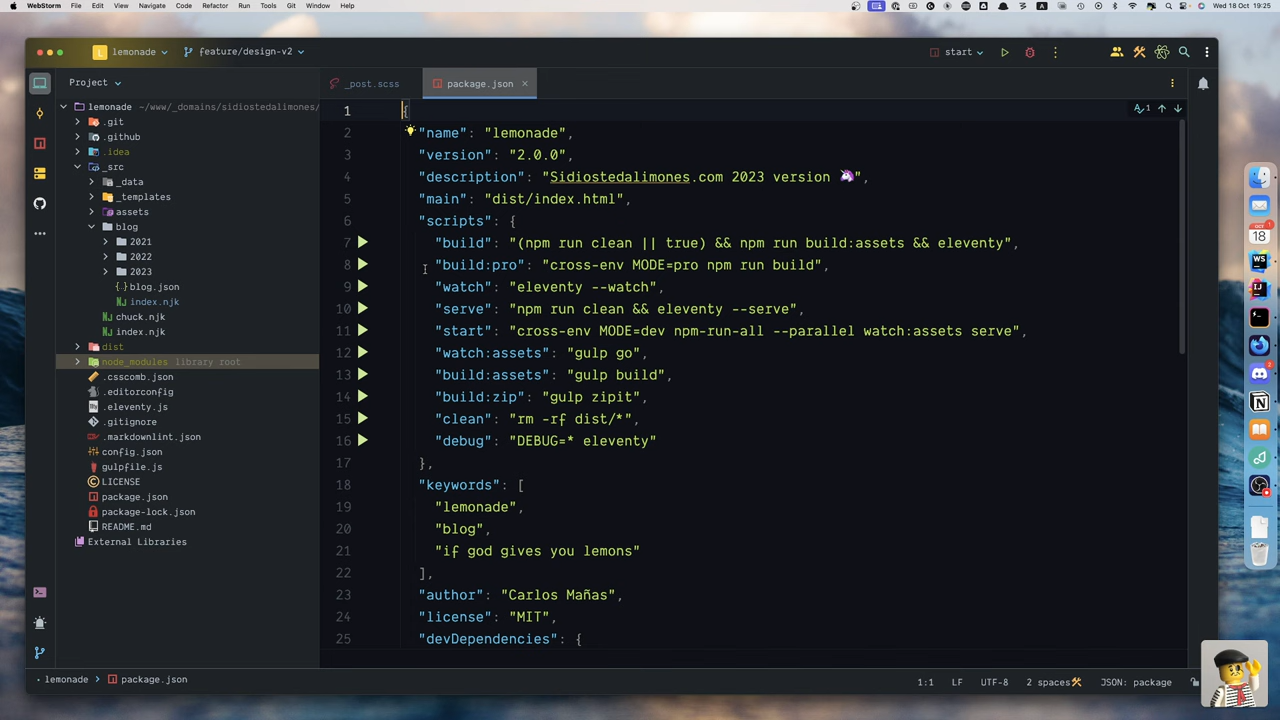 WebStorm File Edit View Navigate Code Refactor Run Tools Git Window Help
Wed 18 Oct 19:25
L lemonade feature/design-v2 start
Project
_post.scss package.json
lemonade ~/www/_domains/sidiostedalimones/
.git
.github
.idea
_src
_data
_templates
assets
blog
2021
2022
2023
blog.json
index.njk
chuck.njk
index.njk
dist
node_modules library root
.csscomb.json
.editorconfig
.eleventy.js
.gitignore
.markdownlint.json
config.json
gulpfile.js
LICENSE
package.json
package-lock.json
README.md
External Libraries
1 {
2 "name": "lemonade",
3 "version": "2.0.0",
4 "description": "Sidiostedalimones.com 2023 version 🦄",
5 "main": "dist/index.html",
6 "scripts": {
7 "build": "(npm run clean || true) && npm run build:assets && eleventy",
8 "build:pro": "cross-env MODE=pro npm run build",
9 "watch": "eleventy --watch",
10 "serve": "npm run clean && eleventy --serve",
11 "start": "cross-env MODE=dev npm-run-all --parallel watch:assets serve",
12 "watch:assets": "gulp go",
13 "build:assets": "gulp build",
14 "build:zip": "gulp zipit",
15 "clean": "rm -rf dist/*",
16 "debug": "DEBUG=* eleventy"
17 },
18 "keywords": [
19 "lemonade",
20 "blog",
21 "if god gives you lemons"
22 ],
23 "author": "Carlos Mañas",
24 "license": "MIT",
25 "devDependencies": {
1
18
WS
lemonade package.json
1:1 LF UTF-8 2 spaces JSON: package